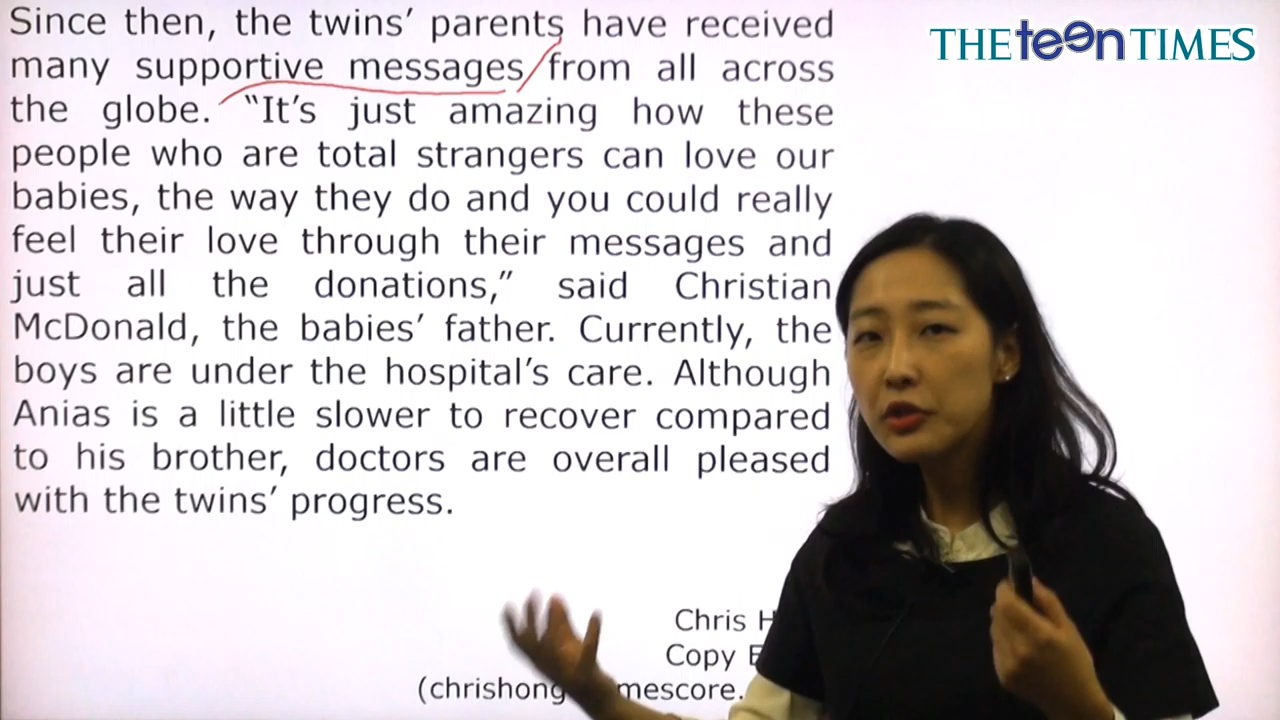 THE teen TIMES
Since then, the twins’ parents have received
many supportive messages from all across
the globe. “It’s just amazing how these
people who are total strangers can love our
babies, the way they do and you could really
feel their love through their messages and
just all the donations,” said Christian
McDonald, the babies’ father. Currently, the
boys are under the hospital’s care. Although
Anias is a little slower to recover compared
to his brother, doctors are overall pleased
with the twins’ progress.
Chris
Copy